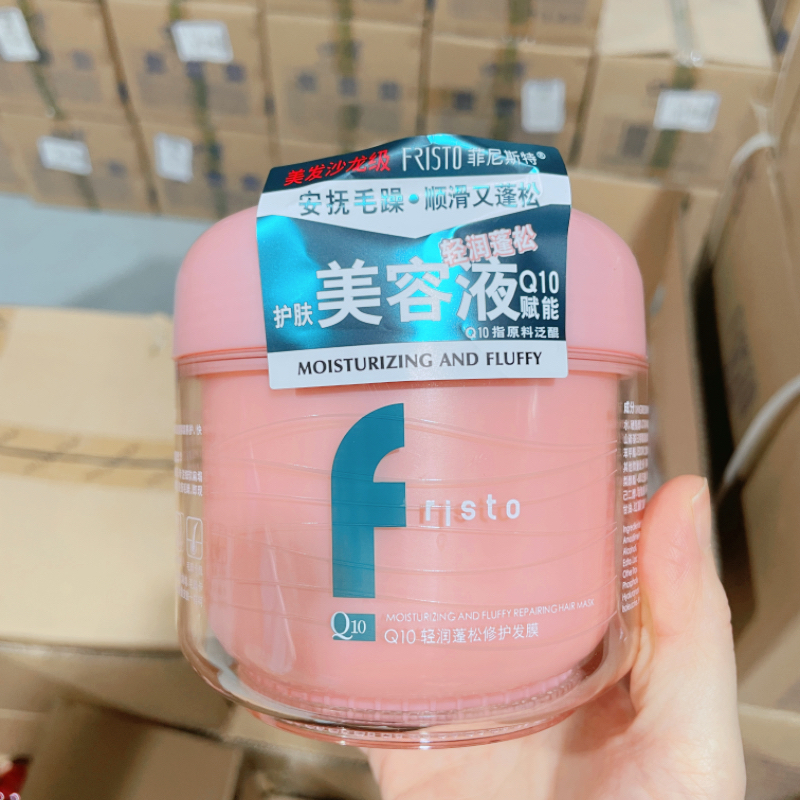 美发沙龙级 FRISTO 菲尼斯特®
安抚毛躁·顺滑又蓬松
轻润蓬松
护肤 美容液 Q10 赋能
Q10指原料泛醌
MOISTURIZING AND FLUFFY
fristo
Q10
MOISTURIZING AND FLUFFY REPAIRING HAIR MASK
Q10 轻润蓬松修护发膜
成分